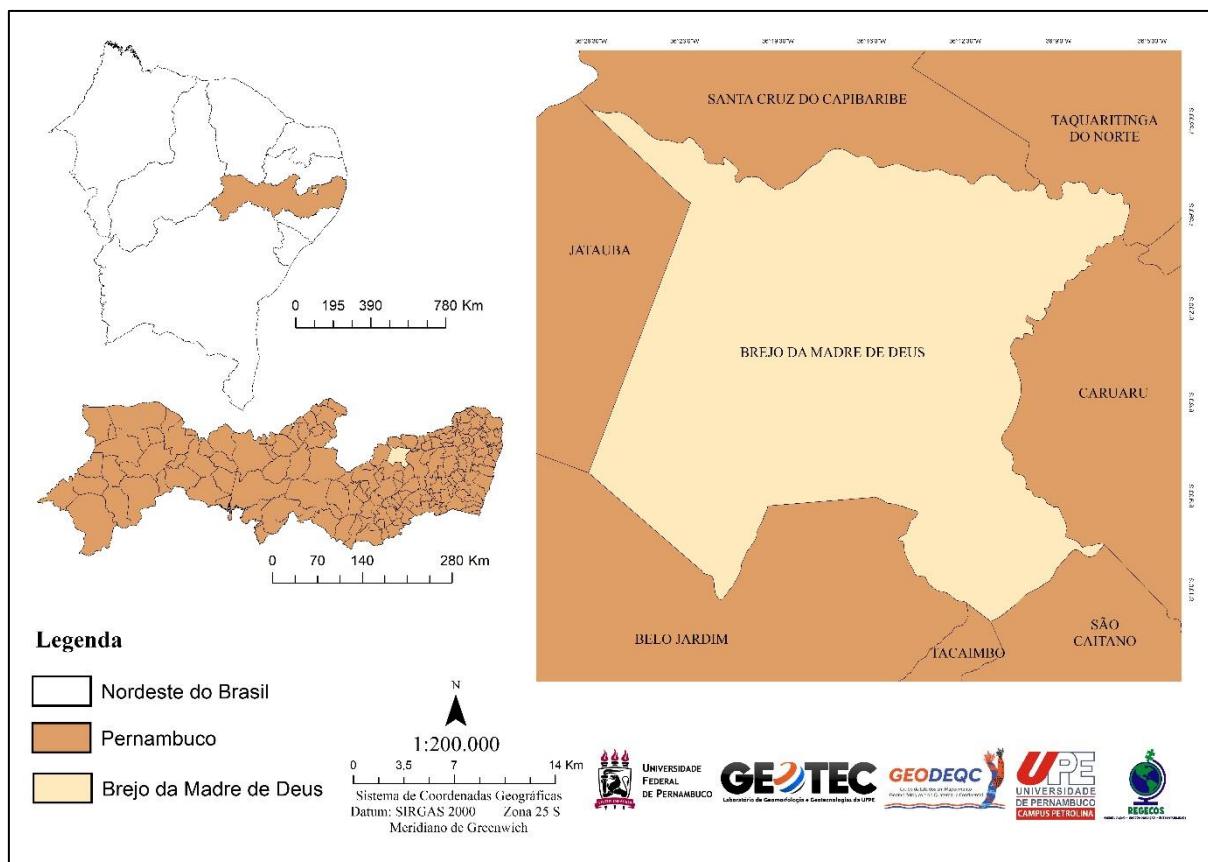 0 195 390 780 Km
0 70 140 280 Km
SANTA CRUZ DO CAPIBARIBE
TAQUARITINGA
DO NORTE
JATAUBA
BREJO DA MADRE DE DEUS
CARUARU
BELO JARDIM
TACAIMBO
SÃO
CAITANO
Legenda
Nordeste do Brasil
Pernambuco
Brejo da Madre de Deus
N
1:200.000
0 3,5 7 14 Km
Sistema de Coordenadas Geográficas
Datum: SIRGAS 2000 Zona 25 S
Meridiano de Greenwich
UNIVERSIDADE
FEDERAL
DE PERNAMBUCO
GEOTEC
Laboratório de Geomorfologia e Geotecnologias da UFPE
GEODEQC
UPE
UNIVERSIDADE
DE PERNAMBUCO
CAMPUS PETROLINA
REGECOS